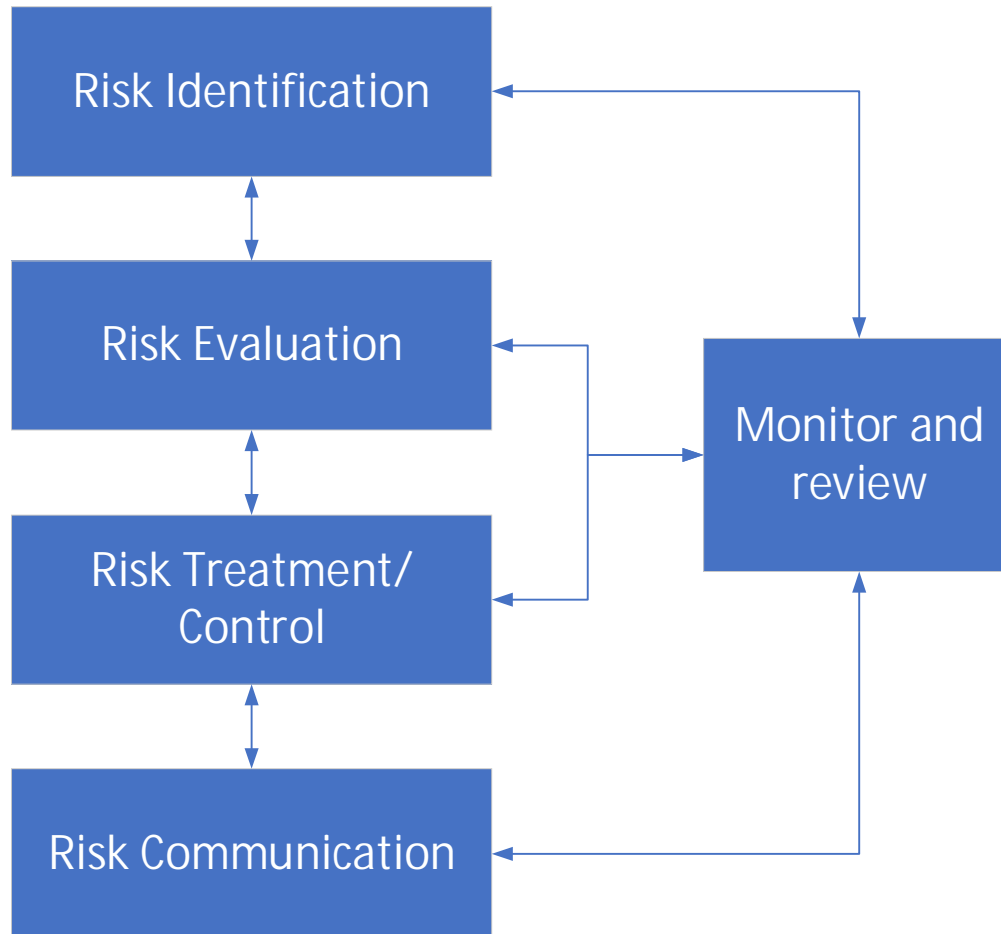 Risk Identification
Risk Evaluation
Monitor and
review
Risk Treatment/
Control
Risk Communication